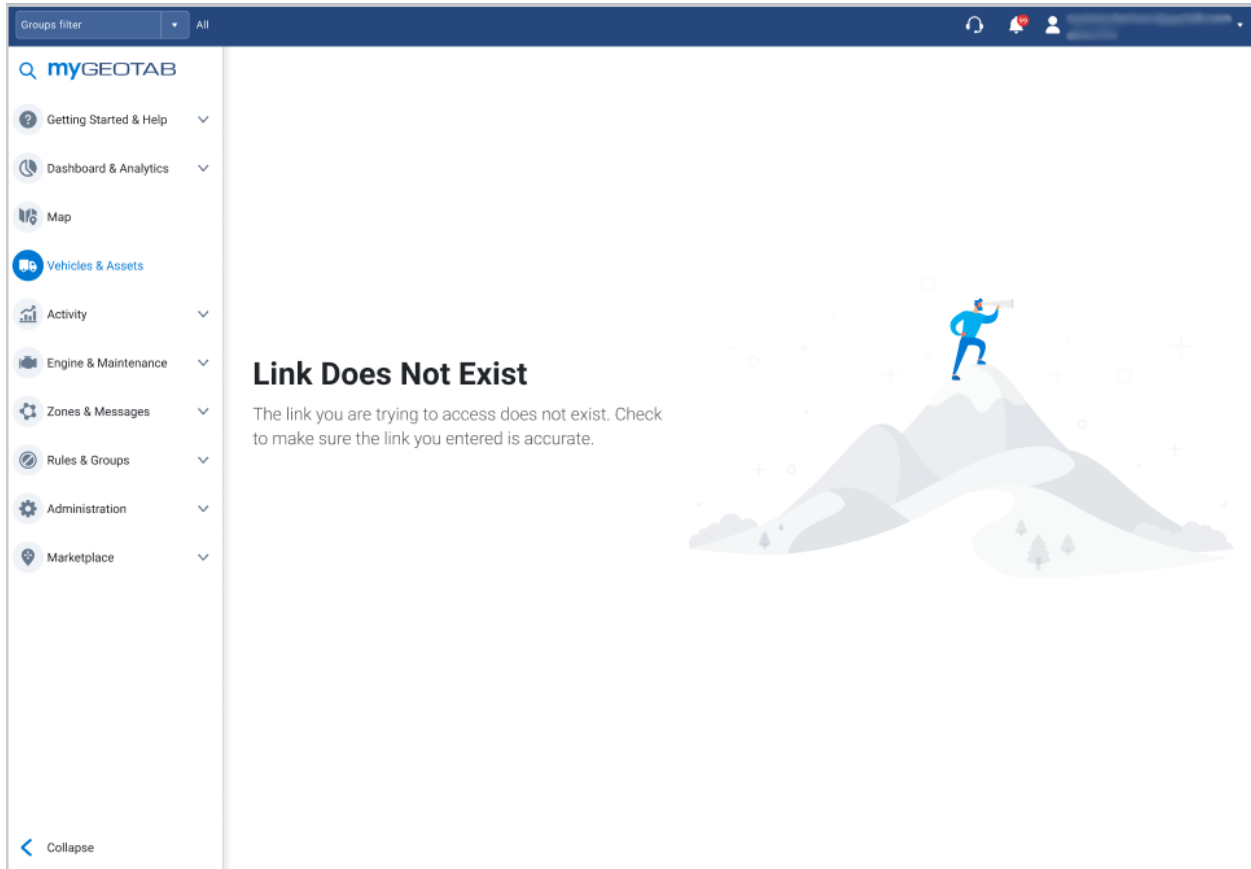 Groups filter All
99
myGEOTAB
Getting Started & Help
Dashboard & Analytics
Map
Vehicles & Assets
Activity
Engine & Maintenance
Link Does Not Exist
The link you are trying to access does not exist. Check
to make sure the link you entered is accurate.
Zones & Messages
Rules & Groups
Administration
Marketplace
Collapse